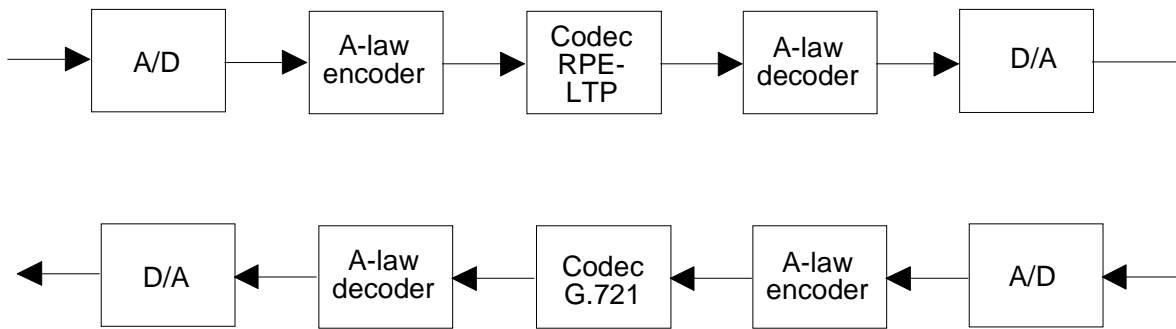 A/D
A-law
encoder
Codec
RPE-
LTP
A-law
decoder
D/A
D/A
A-law
decoder
Codec
G.721
A-law
encoder
A/D